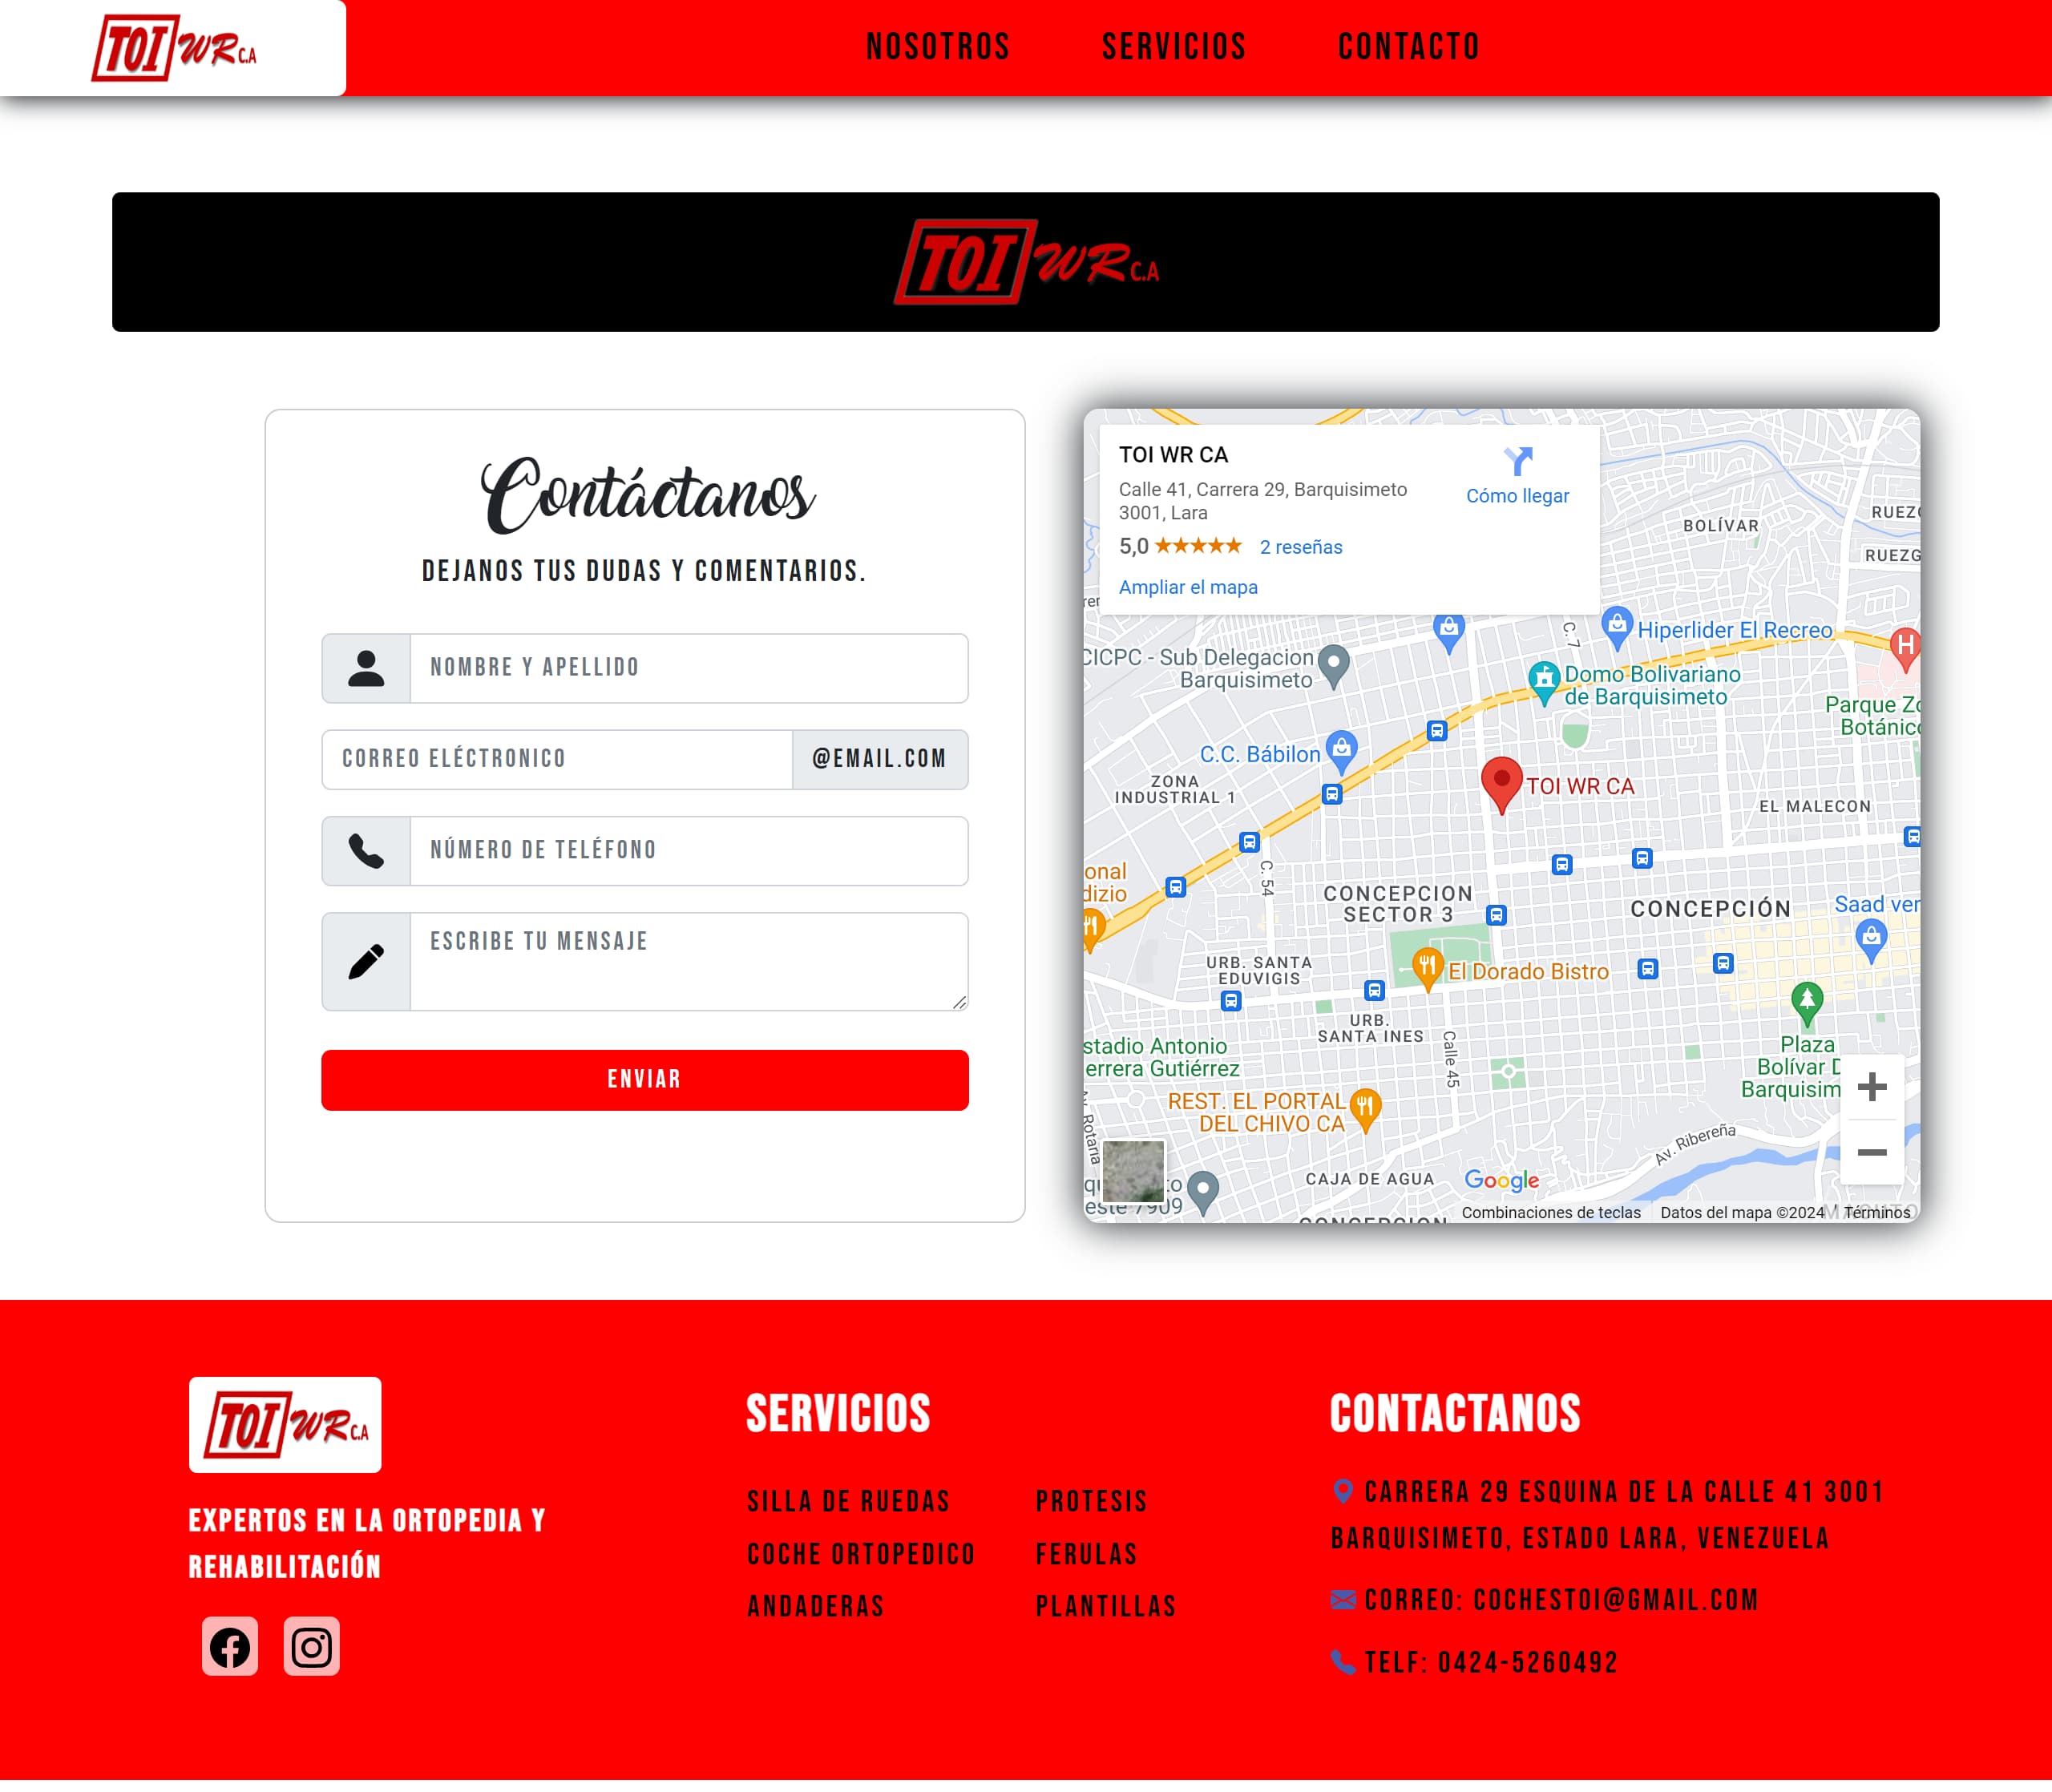 TOI WR C.A
NOSOTROS SERVICIOS CONTACTO
TOI WR C.A
Contáctanos
DEJANOS TUS DUDAS Y COMENTARIOS.
NOMBRE Y APELLIDO
CORREO ELÉCTRONICO @EMAIL.COM
NÚMERO DE TELÉFONO
ESCRIBE TU MENSAJE
ENVIAR
TOI WR CA
Calle 41, Carrera 29, Barquisimeto
3001, Lara
Cómo llegar
5,0 2 reseñas
Ampliar el mapa
BOLÍVAR
RUEZG
C. 7
Hiperlider El Recreo
CICPC - Sub Delegacion
Barquisimeto
Domo Bolivariano
de Barquisimeto
Parque Zo
Botánico
C.C. Bábilon
ZONA
INDUSTRIAL 1
TOI WR CA
EL MALECON
onal
dizio
C. 54
CONCEPCION
SECTOR 3
CONCEPCIÓN
Saad ver
URB. SANTA
EDUVIGIS
El Dorado Bistro
URB.
SANTA INES
Calle 45
stadio Antonio
errera Gutiérrez
Plaza
Bolívar D
Barquisim
REST. EL PORTAL
DEL CHIVO CA
Av. Rotaria
Av. Ribereña
CAJA DE AGUA
Google
este 7909
CONCEPCION
Combinaciones de teclas Datos del mapa ©2024 Términos
TOI WR C.A
EXPERTOS EN LA ORTOPEDIA Y
REHABILITACIÓN
SERVICIOS
SILLA DE RUEDAS PROTESIS
COCHE ORTOPEDICO FERULAS
ANDADERAS PLANTILLAS
CONTACTANOS
CARRERA 29 ESQUINA DE LA CALLE 41 3001
BARQUISIMETO, ESTADO LARA, VENEZUELA
CORREO: COCHESTOI@GMAIL.COM
TELF: 0424-5260492